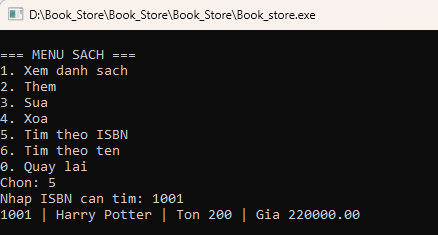 D:\Book_Store\Book_Store\Book_Store\Book_store.exe
=== MENU SACH ===
1. Xem danh sach
2. Them
3. Sua
4. Xoa
5. Tim theo ISBN
6. Tim theo ten
0. Quay lai
Chon: 5
Nhap ISBN can tim: 1001
1001 | Harry Potter | Ton 200 | Gia 220000.00